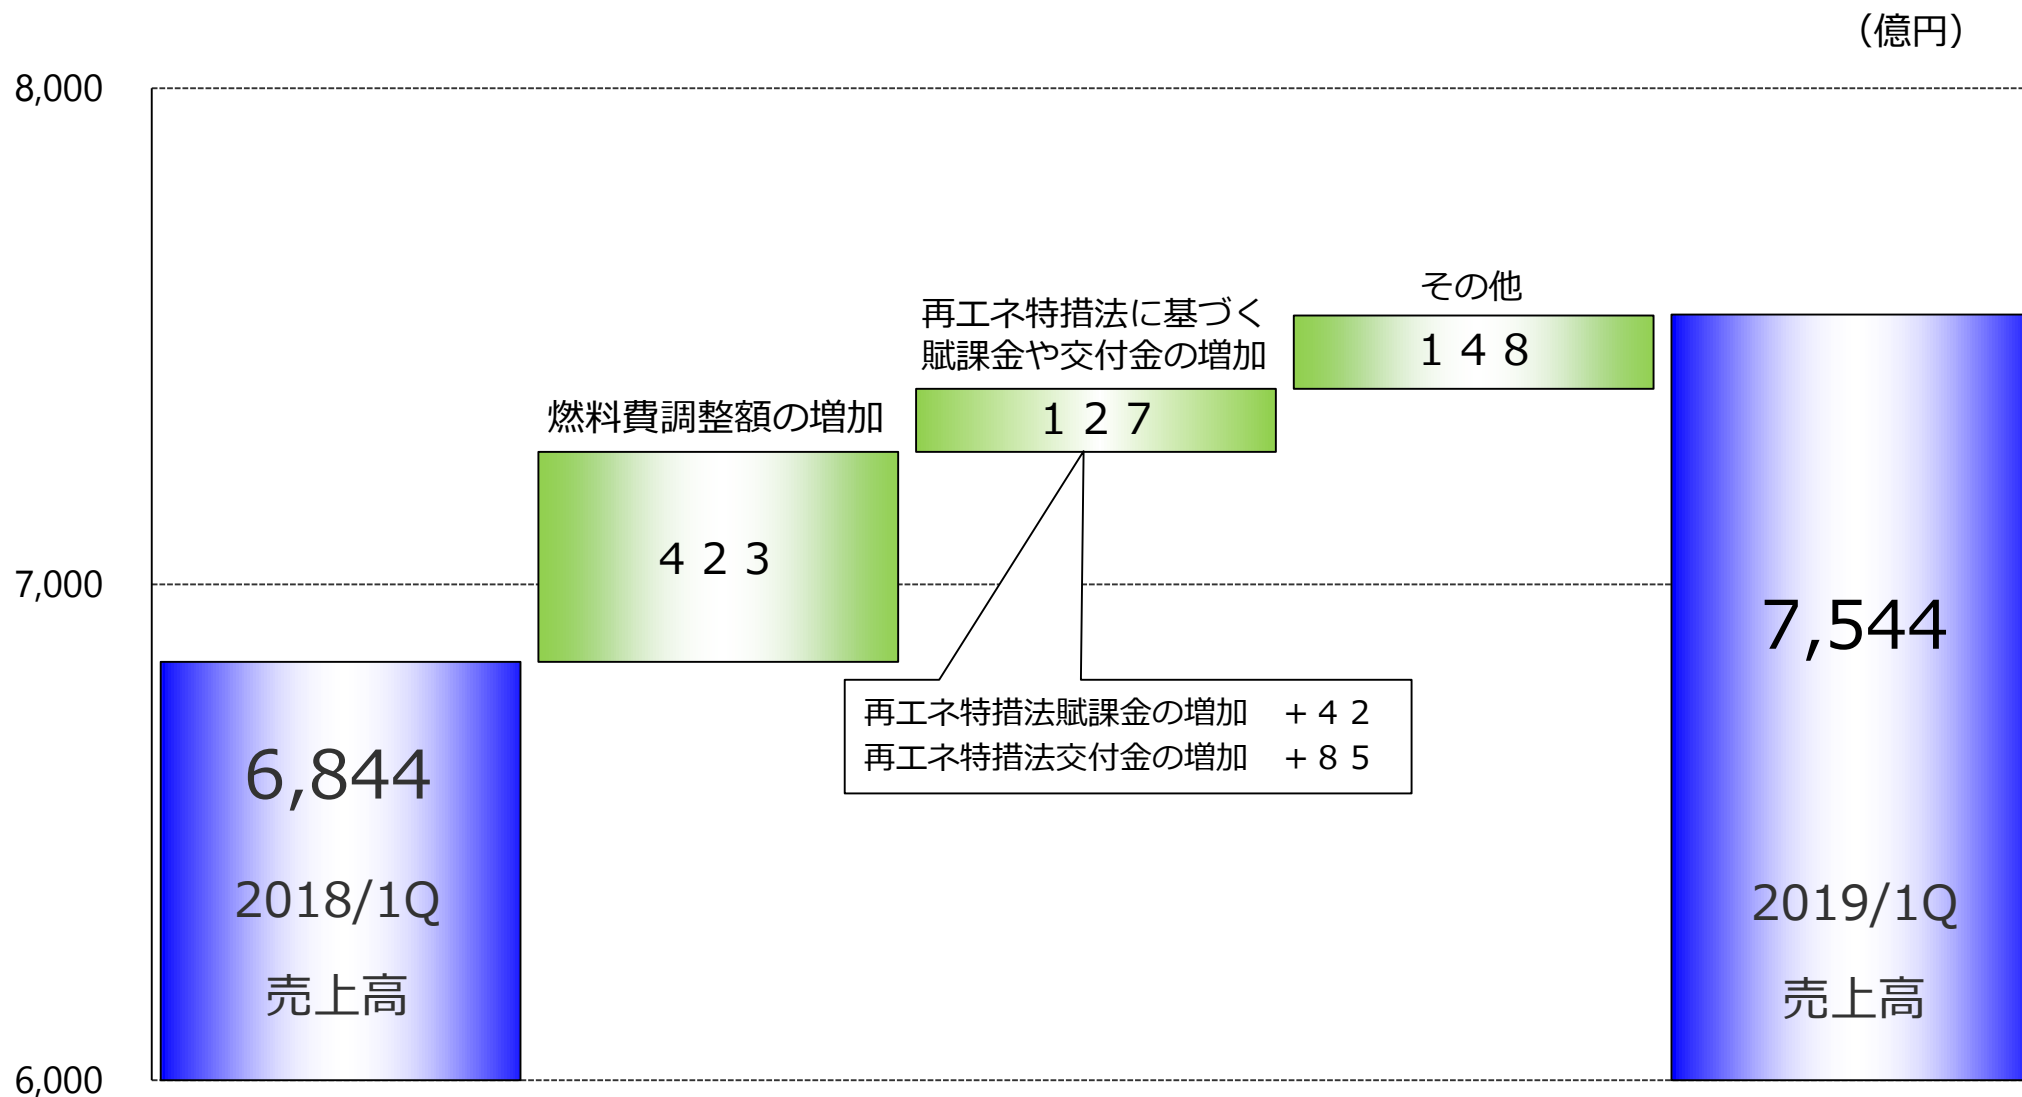 （億円）
8,000
7,000
6,000
6,844
2018/1Q
売上高
燃料費調整額の増加
４２３
再エネ特措法に基づく
賦課金や交付金の増加
１２７
再エネ特措法賦課金の増加　＋４２
再エネ特措法交付金の増加　＋８５
その他
１４８
7,544
2019/1Q
売上高